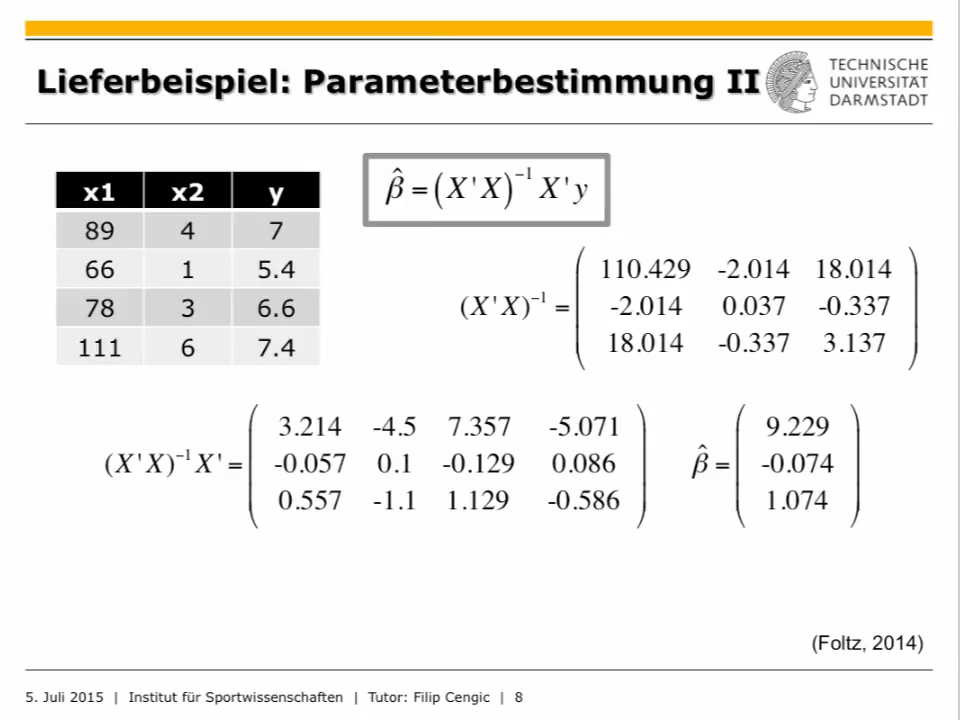 Lieferbeispiel: Parameterbestimmung II
TECHNISCHE
UNIVERSITÄT
DARMSTADT
x1 x2 y
89 4 7
66 1 5.4
78 3 6.6
111 6 7.4
β̂ = (X'X)⁻¹ X'y
(X'X)⁻¹ =
110.429 -2.014 18.014
-2.014 0.037 -0.337
18.014 -0.337 3.137
(X'X)⁻¹X' =
3.214 -4.5 7.357 -5.071
-0.057 0.1 -0.129 0.086
0.557 -1.1 1.129 -0.586
β̂ =
9.229
-0.074
1.074
(Foltz, 2014)
5. Juli 2015 | Institut für Sportwissenschaften | Tutor: Filip Cengic | 8